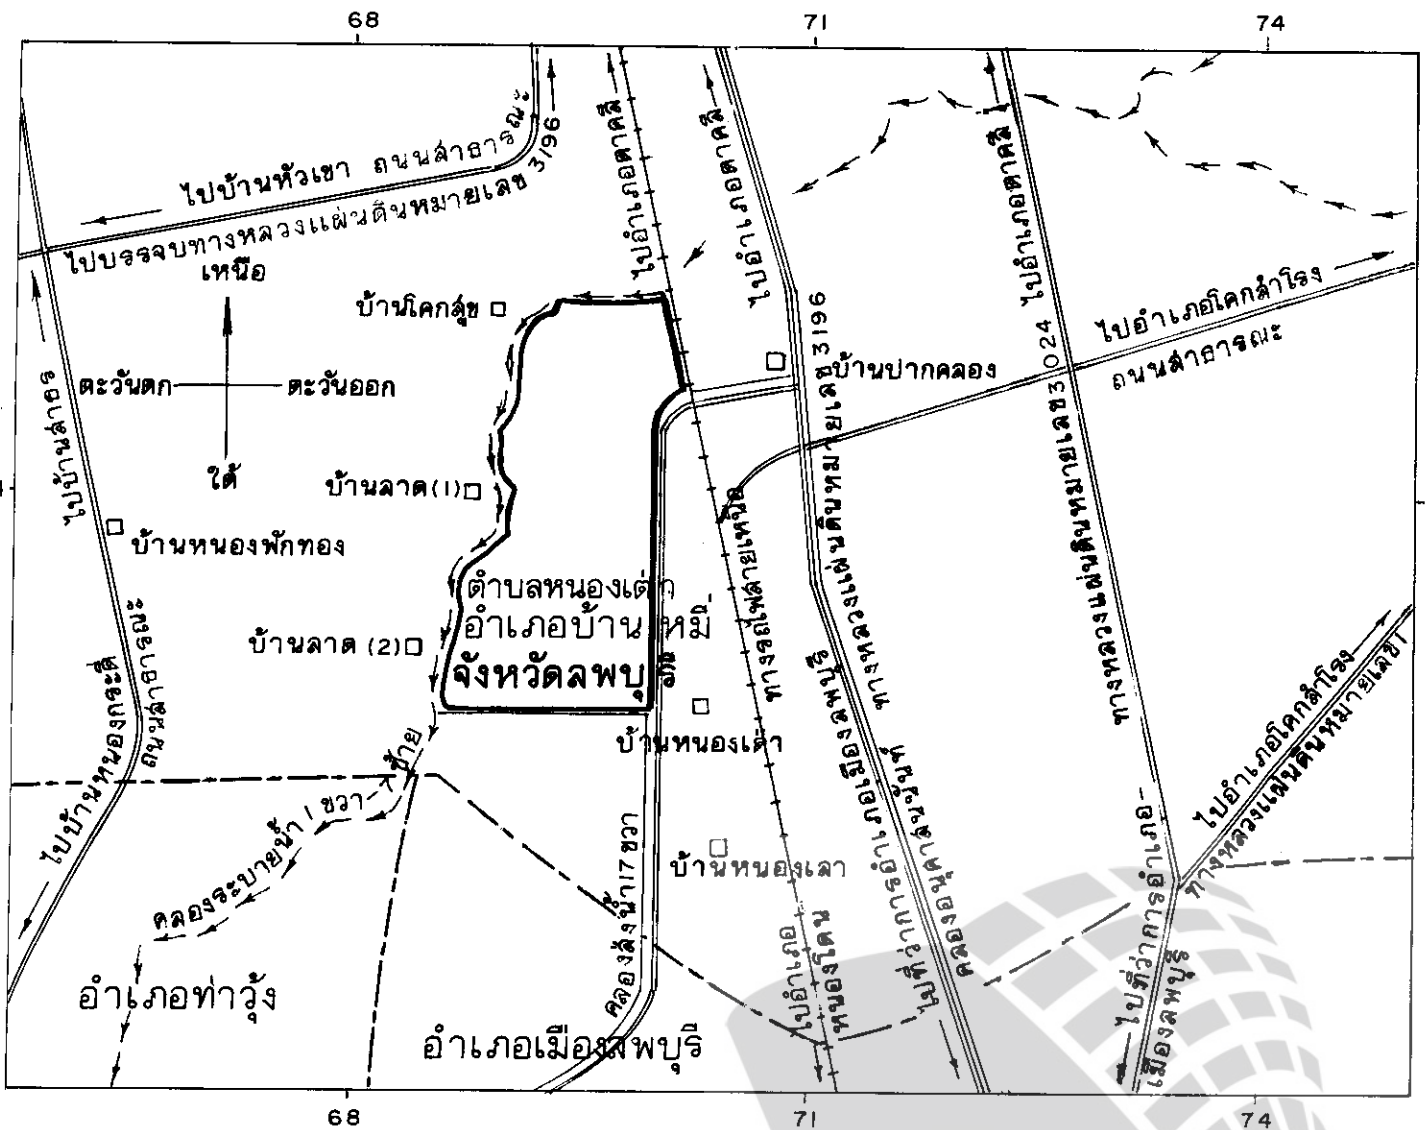 68
71
74
ไปบ้านหัวเขา
ถนนสาธารณะ
ไปบรรจบทางหลวงแผ่นดินหมายเลข 3196
ไปอำเภอตาคลี
ไปอำเภอตาคลี
ไปอำเภอตาคลี
เหนือ
ตะวันตก
ตะวันออก
ใต้
บ้านโคกสุข
บ้านปากคลอง
ไปอำเภอโคกสำโรง
ถนนสาธารณะ
ทางหลวงแผ่นดินหมายเลข 3196
ทางหลวงแผ่นดินหมายเลข 3024
ไปบ้านสาธร
บ้านลาด (1)
บ้านหนองพักทอง
ตำบลหนองเต่า
อำเภอบ้านหมี่
จังหวัดลพบุรี
บ้านลาด (2)
ทางรถไฟสายเหนือ
บ้านหนองเต่า
ถนนสาธารณะ
ไปบ้านหนองกระดี่
คลองระบายน้ำ 1 ขวา-7 ซ้าย
คลองส่งน้ำ 17 ขวา
บ้านหนองเลา
ไปอำเภอ
หนองโดน
ไปที่ว่าการอำเภอเมืองลพบุรี
คลองอนุศาสนนันท์
ไปอำเภอโคกสำโรง
ทางหลวงแผ่นดินหมายเลข 1
ไปที่ว่าการอำเภอ-
เมืองลพบุรี
อำเภอท่าวุ้ง
อำเภอเมืองลพบุรี
68
71
74